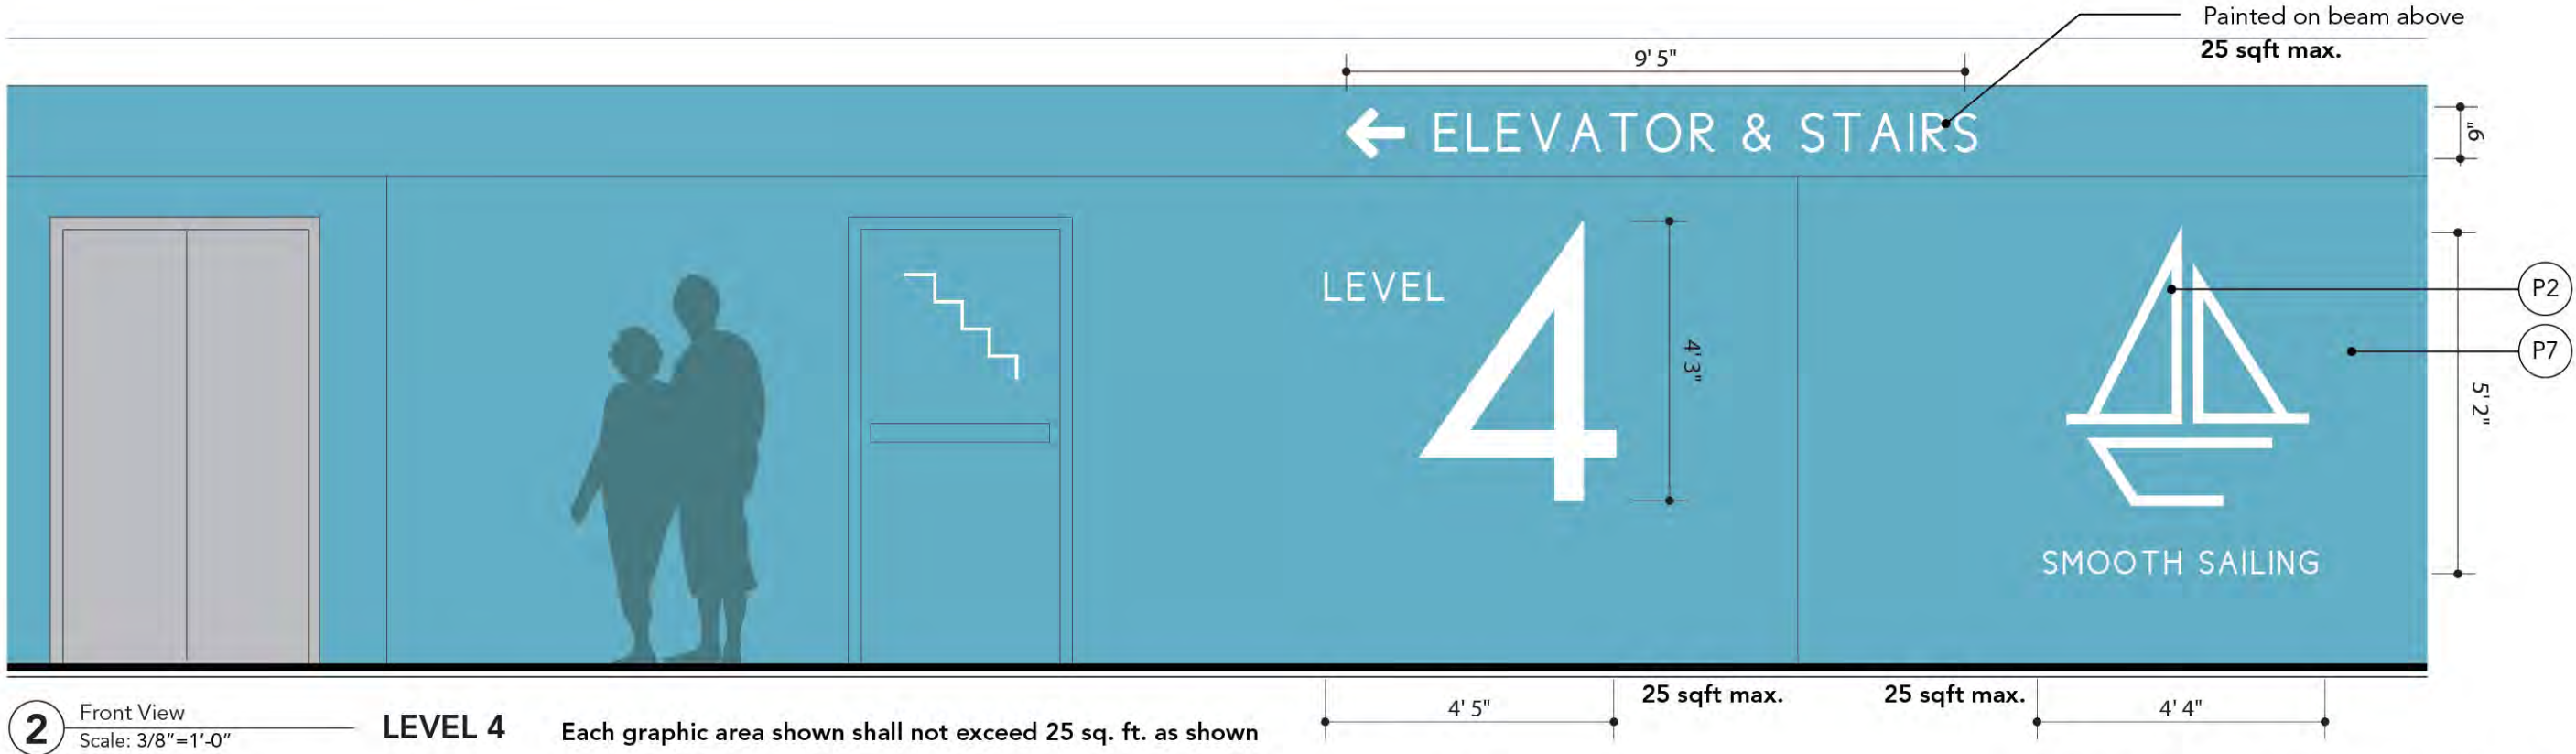 Painted on beam above
25 sqft max.
9' 5"
← ELEVATOR & STAIRS
9"
LEVEL
4
4' 3"
P2
P7
5' 2"
SMOOTH SAILING
25 sqft max.
25 sqft max.
4' 5"
4' 4"
2
Front View
Scale: 3/8"=1'-0"
LEVEL 4
Each graphic area shown shall not exceed 25 sq. ft. as shown